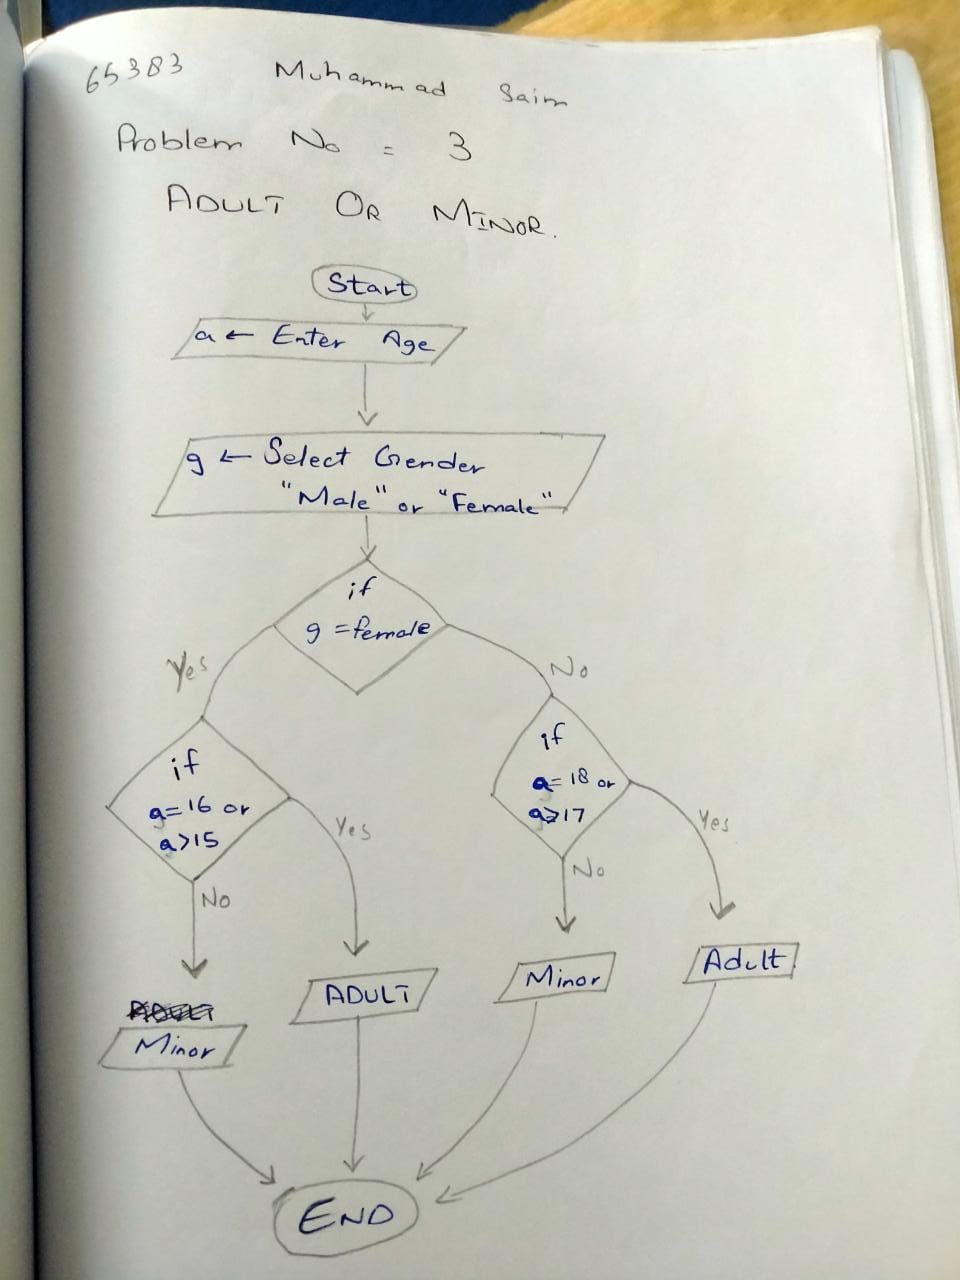 65383 Muhammad Saim
Problem No = 3
ADULT OR MINOR.
Start
a ← Enter Age
g ← Select Gender
"Male" or "Female"
if
g = female
Yes
No
if
g=16 or
a>15
Yes
No
if
a=18 or
a>17
Yes
No
Minor
ADULT
Minor
Adult
END